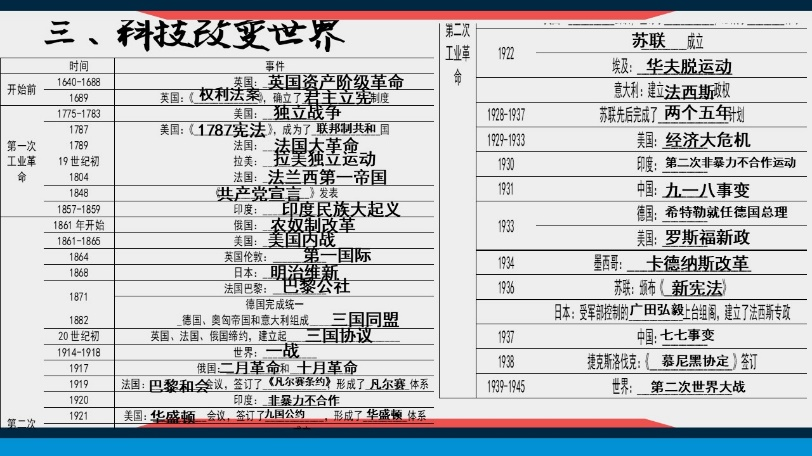 三、科技改变世界
时间 事件
开始前 1640-1688 英国：英国资产阶级革命
1689 英国：《权利法案》，确立了君主立宪制度
第一次工业革命 1775-1783 美国：独立战争
1787 美国：《1787宪法》，成为了联邦制共和国
1789 法国：法国大革命
19世纪初 拉美：拉美独立运动
1804 法国：法兰西第一帝国
1848 《共产党宣言》发表
1857-1859 印度：印度民族大起义
1861年开始 俄国：农奴制改革
1861-1865 美国：美国内战
1864 英国伦敦：第一国际
1868 日本：明治维新
1871 法国巴黎：巴黎公社
德国完成统一
1882 德国、奥匈帝国和意大利组成三国同盟
20世纪初 英国、法国、俄国缔约，建立起三国协议
1914-1918 世界：一战
1917 俄国：二月革命和十月革命
1919 法国：巴黎和会会议，签订了《凡尔赛条约》，形成了凡尔赛体系
1920 印度：非暴力不合作
第二次 1921 美国：华盛顿会议，签订了九国公约，形成了华盛顿体系
第二次工业革命 1922 苏联成立
埃及：华夫脱运动
意大利：建立法西斯政权
1928-1937 苏联先后完成了两个五年计划
1929-1933 美国：经济大危机
1930 印度：第二次非暴力不合作运动
1931 中国：九一八事变
1933 德国：希特勒就任德国总理
美国：罗斯福新政
1934 墨西哥：卡德纳斯改革
1936 苏联：颁布《新宪法》
日本：受军部控制的广田弘毅上台组阁，建立了法西斯专政
1937 中国：七七事变
1938 捷克斯洛伐克：《慕尼黑协定》签订
1939-1945 世界：第二次世界大战